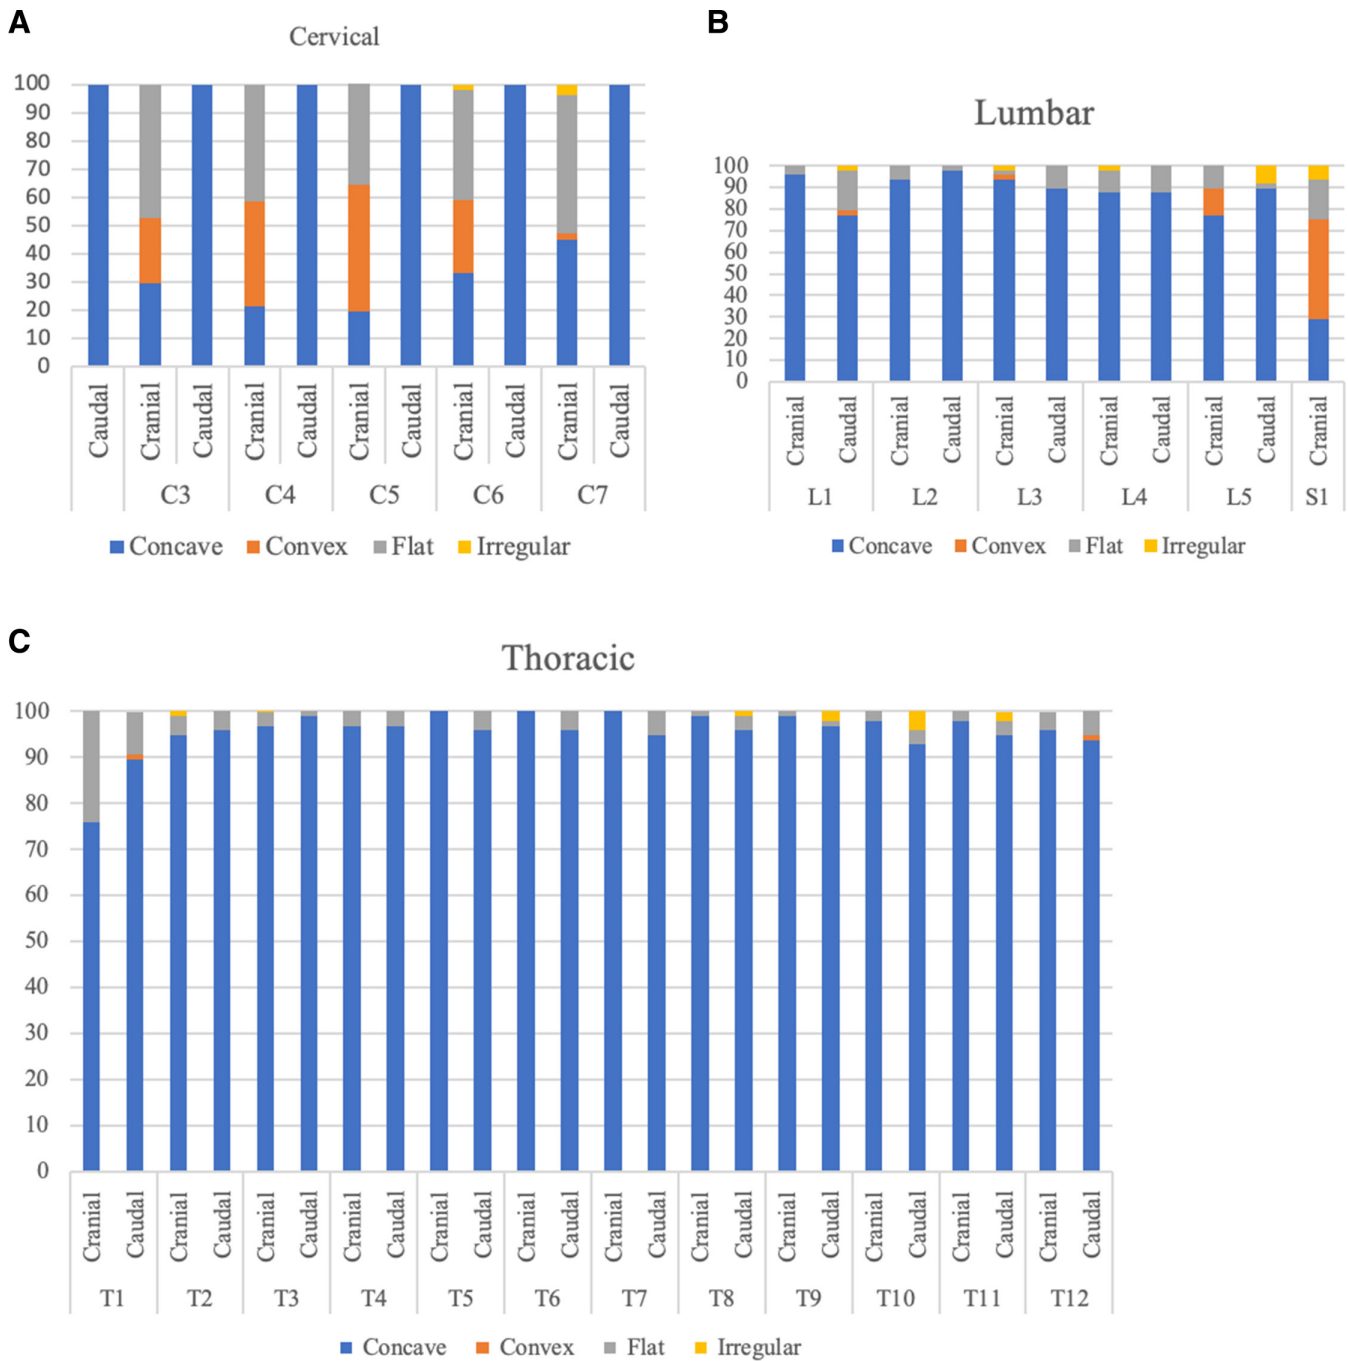 A
Cervical
100
90
80
70
60
50
40
30
20
10
0
Caudal Cranial Caudal Cranial Caudal Cranial Caudal Cranial Caudal Cranial Caudal
C3 C4 C5 C6 C7
Concave Convex Flat Irregular
B
Lumbar
100
90
80
70
60
50
40
30
20
10
0
Cranial Caudal Cranial Caudal Cranial Caudal Cranial Caudal Cranial Caudal Cranial
L1 L2 L3 L4 L5 S1
Concave Convex Flat Irregular
C
Thoracic
100
90
80
70
60
50
40
30
20
10
0
Cranial Caudal Cranial Caudal Cranial Caudal Cranial Caudal Cranial Caudal Cranial Caudal Cranial Caudal Cranial Caudal Cranial Caudal Cranial Caudal Cranial Caudal Cranial Caudal
T1 T2 T3 T4 T5 T6 T7 T8 T9 T10 T11 T12
Concave Convex Flat Irregular